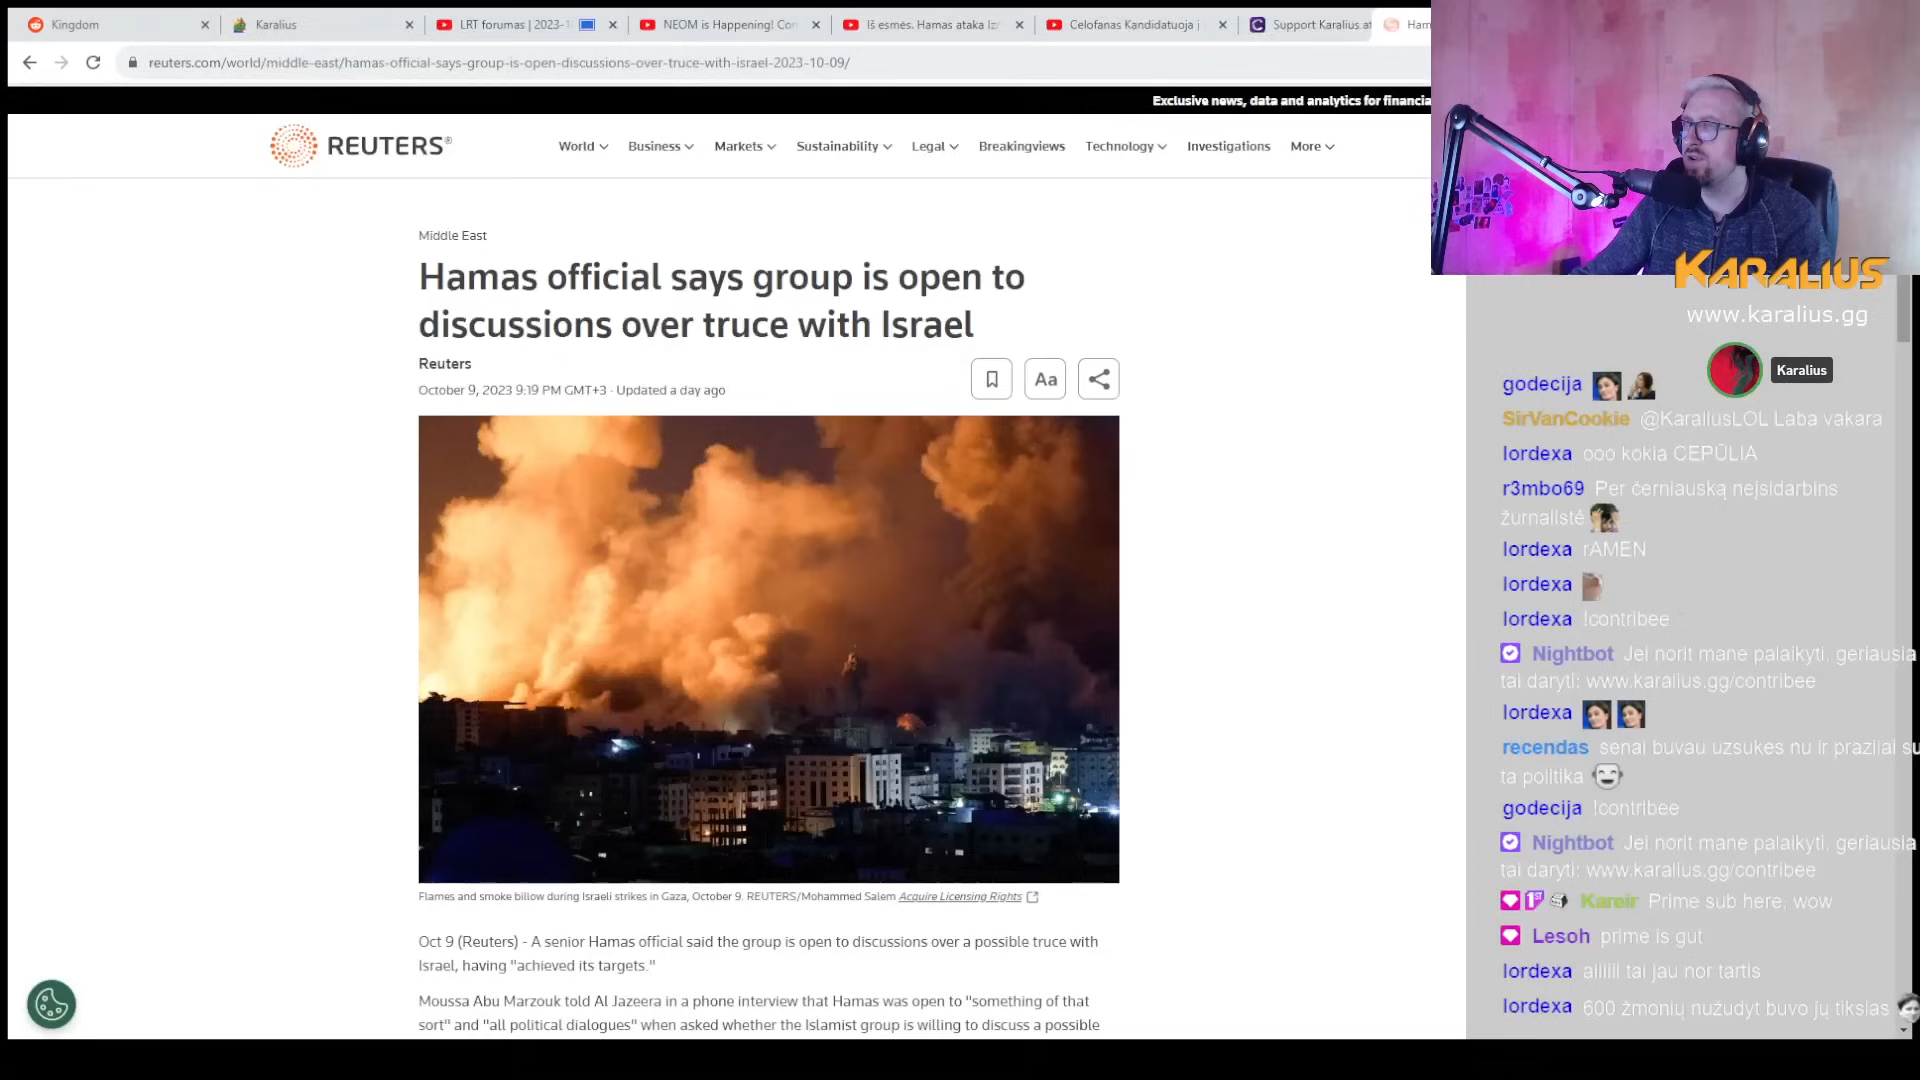 Kingdom
Karalius
LRT forumas | 2023-1
NEOM is Happening! Con
Iš esmės. Hamas ataka Izr
Celofanas Kandidatuoja į
Support Karalius.at
Ham
reuters.com/world/middle-east/hamas-official-says-group-is-open-discussions-over-truce-with-israel-2023-10-09/
Exclusive news, data and analytics for financia
REUTERS®
World
Business
Markets
Sustainability
Legal
Breakingviews
Technology
Investigations
More
Middle East
Hamas official says group is open to
discussions over truce with Israel
Reuters
October 9, 2023 9:19 PM GMT+3 · Updated a day ago
Aa
Flames and smoke billow during Israeli strikes in Gaza, October 9. REUTERS/Mohammed Salem Acquire Licensing Rights
Oct 9 (Reuters) - A senior Hamas official said the group is open to discussions over a possible truce with
Israel, having "achieved its targets."
Moussa Abu Marzouk told Al Jazeera in a phone interview that Hamas was open to "something of that
sort" and "all political dialogues" when asked whether the Islamist group is willing to discuss a possible
KARALIUS
www.karalius.gg
Karalius
godecija
SirVanCookie @KaraliusLOL Laba vakara
lordexa ooo kokia CEPŪLIA
r3mbo69 Per černiauską neįsidarbins
žurnalistė
lordexa rAMEN
lordexa
lordexa !contribee
Nightbot Jei norit mane palaikyti, geriausia
tai daryti: www.karalius.gg/contribee
lordexa
recendas senai buvau uzsukes nu ir praziiai su
ta politika
godecija !contribee
Nightbot Jei norit mane palaikyti, geriausia
tai daryti: www.karalius.gg/contribee
Kareir Prime sub here, wow
Lesoh prime is gut
lordexa aiiiiii tai jau nor tartis
lordexa 600 žmonių nužudyt buvo jų tikslas